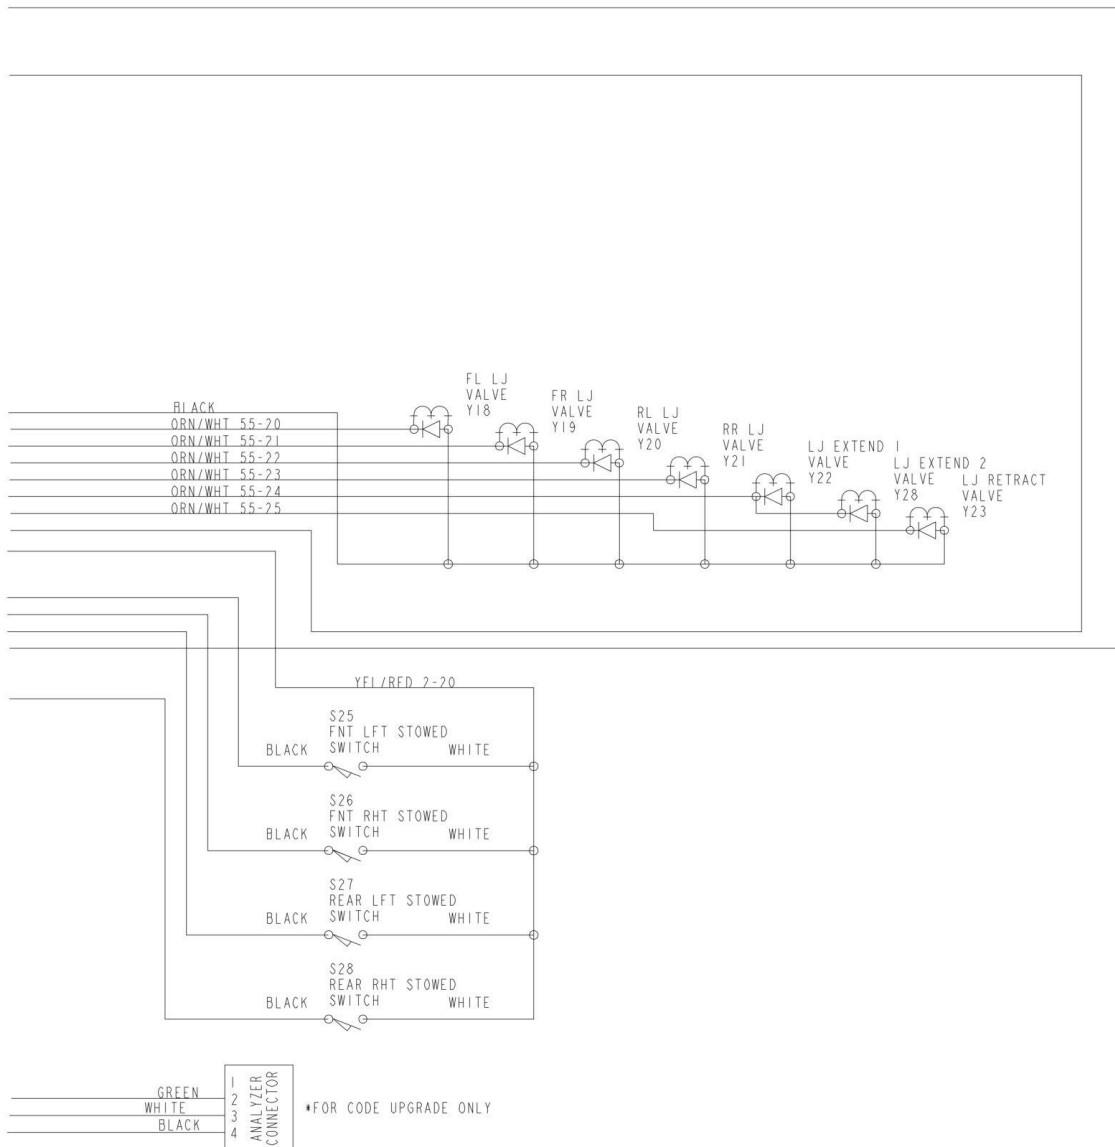 FL LJ
VALVE
Y18
FR LJ
VALVE
Y19
RL LJ
VALVE
Y20
RR LJ
VALVE
Y21
LJ EXTEND 1
VALVE
Y22
LJ EXTEND 2
VALVE
Y28
LJ RETRACT
VALVE
Y23
BLACK
ORN/WHT 55-20
ORN/WHT 55-21
ORN/WHT 55-22
ORN/WHT 55-23
ORN/WHT 55-24
ORN/WHT 55-25
YEL/RED 2-20
S25
FNT LFT STOWED
BLACK SWITCH WHITE
S26
FNT RHT STOWED
BLACK SWITCH WHITE
S27
REAR LFT STOWED
BLACK SWITCH WHITE
S28
REAR RHT STOWED
BLACK SWITCH WHITE
GREEN
WHITE
BLACK
1
2
3
4
ANALYZER
CONNECTOR
*FOR CODE UPGRADE ONLY